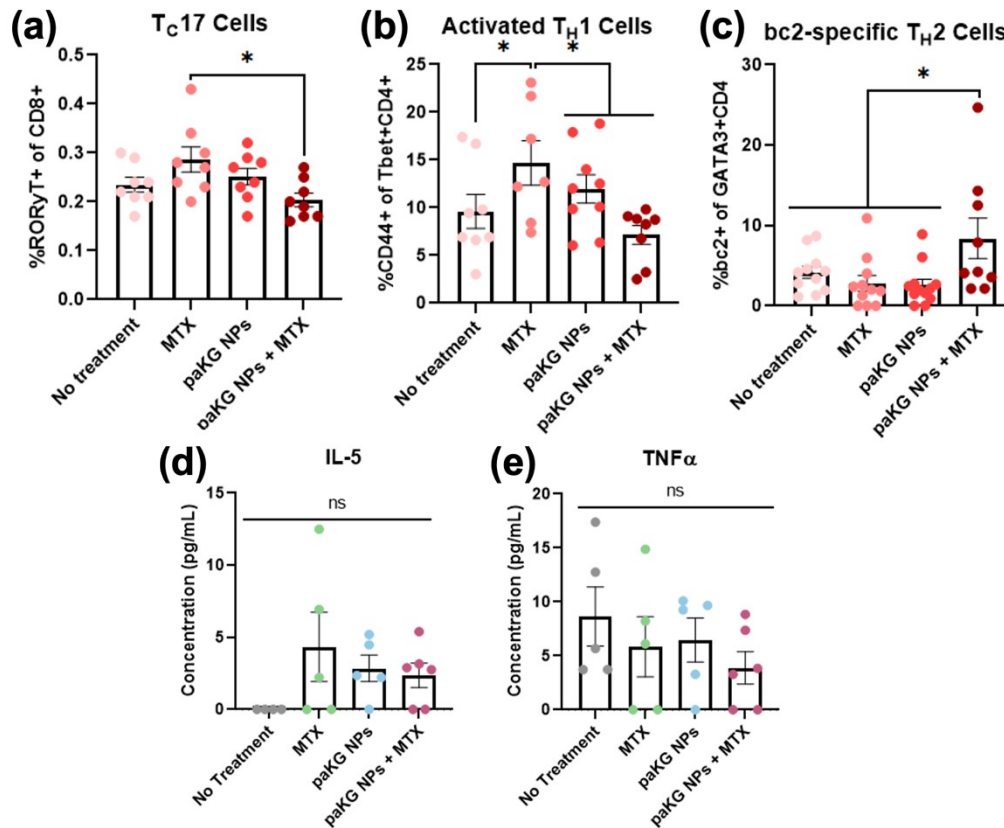 (a)
T_C17 Cells
%RORγT+ of CD8+
0.5
0.4
0.3
0.2
0.1
0.0
*
No treatment
MTX
paKG NPs
paKG NPs + MTX
(b)
Activated T_H1 Cells
%CD44+ of Tbet+CD4+
25
20
15
10
5
0
*
*
No treatment
MTX
paKG NPs
paKG NPs + MTX
(c)
bc2-specific T_H2 Cells
%bc2+ of GATA3+CD4
30
20
10
0
*
No treatment
MTX
paKG NPs
paKG NPs + MTX
(d)
IL-5
Concentration (pg/mL)
15
10
5
0
ns
No Treatment
MTX
paKG NPs
paKG NPs + MTX
(e)
TNFα
Concentration (pg/mL)
20
15
10
5
0
ns
No Treatment
MTX
paKG NPs
paKG NPs + MTX